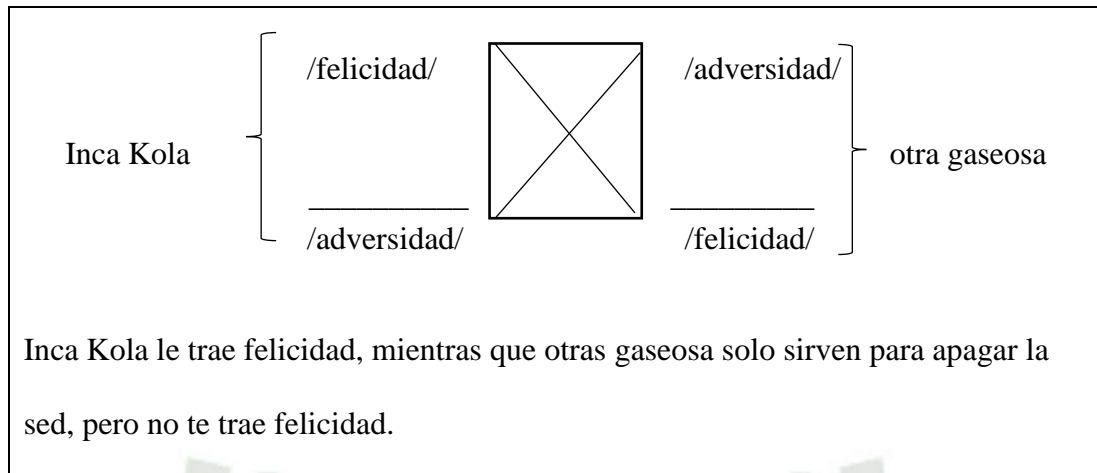 /felicidad/ /adversidad/
Inca Kola otra gaseosa
/adversidad/ /felicidad/
Inca Kola le trae felicidad, mientras que otras gaseosa solo sirven para apagar la
sed, pero no te trae felicidad.